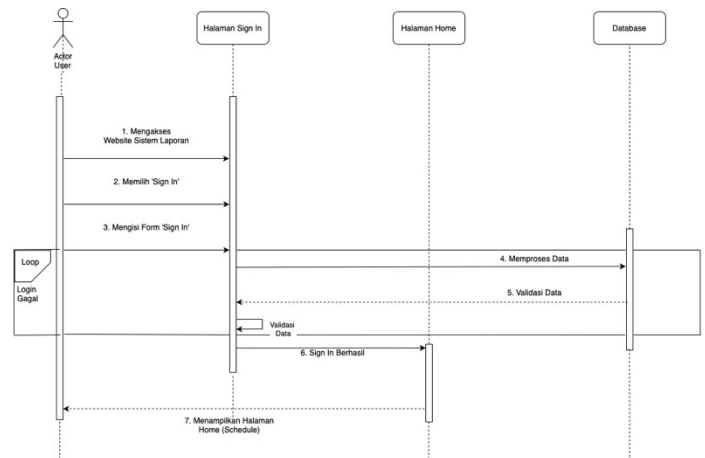 Actor
User
Halaman Sign In
Halaman Home
Database
1. Mengakses
Website Sistem Laporan
2. Memilih 'Sign In'
3. Mengisi Form 'Sign In'
Loop
Login
Gagal
4. Memproses Data
5. Validasi Data
Validasi
Data
6. Sign In Berhasil
7. Menampilkan Halaman
Home (Schedule)